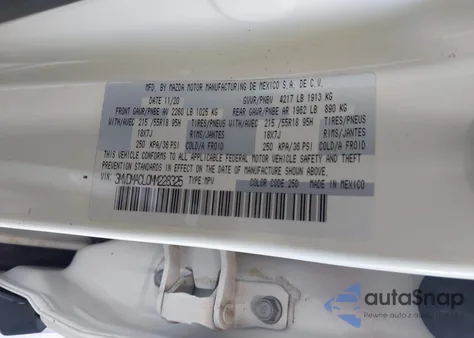 MFD. BY MAZDA MOTOR MANUFACTURING DE MEXICO S.A. DE C.V.
DATE 11/20 GVWR/PNBV 4217 LB 1913 KG
FRONT GAWR/PNBE AV 2260 LB 1025 KG REAR GAWR/PNBE AR 1962 LB 890 KG
WITH/AVEC 215/55R18 95H TIRES/PNEUS WITH/AVEC 215/55R18 95H TIRES/PNEUS
18X7J RIMS/JANTES 18X7J RIMS/JANTES
250 KPA/36 PSI COLD/A FROID 250 KPA/36 PSI COLD/A FROID
THIS VEHICLE CONFORMS TO ALL APPLICABLE FEDERAL MOTOR VEHICLE SAFETY, BUMPER AND THEFT
PREVENTION STANDARDS IN EFFECT ON THE DATE OF MANUFACTURE SHOWN ABOVE.
VIN: TYPE: MPV COLOR CODE: 25D MADE IN MEXICO
autoSnap
Pewne auta z